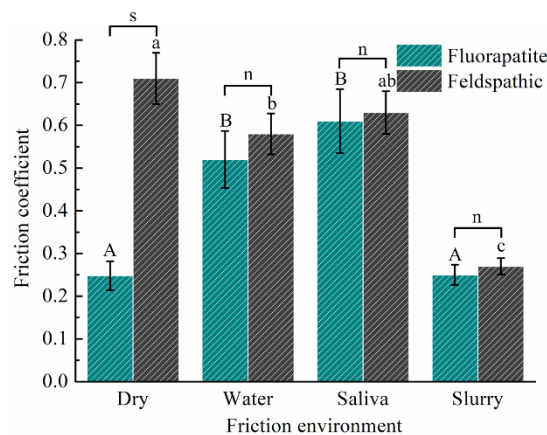 Friction coefficient
0.8
0.7
0.6
0.5
0.4
0.3
0.2
0.1
0.0
s
n
n
n
A
a
B
b
B
ab
A
c
Fluorapatite
Feldspathic
Dry
Water
Saliva
Slurry
Friction environment